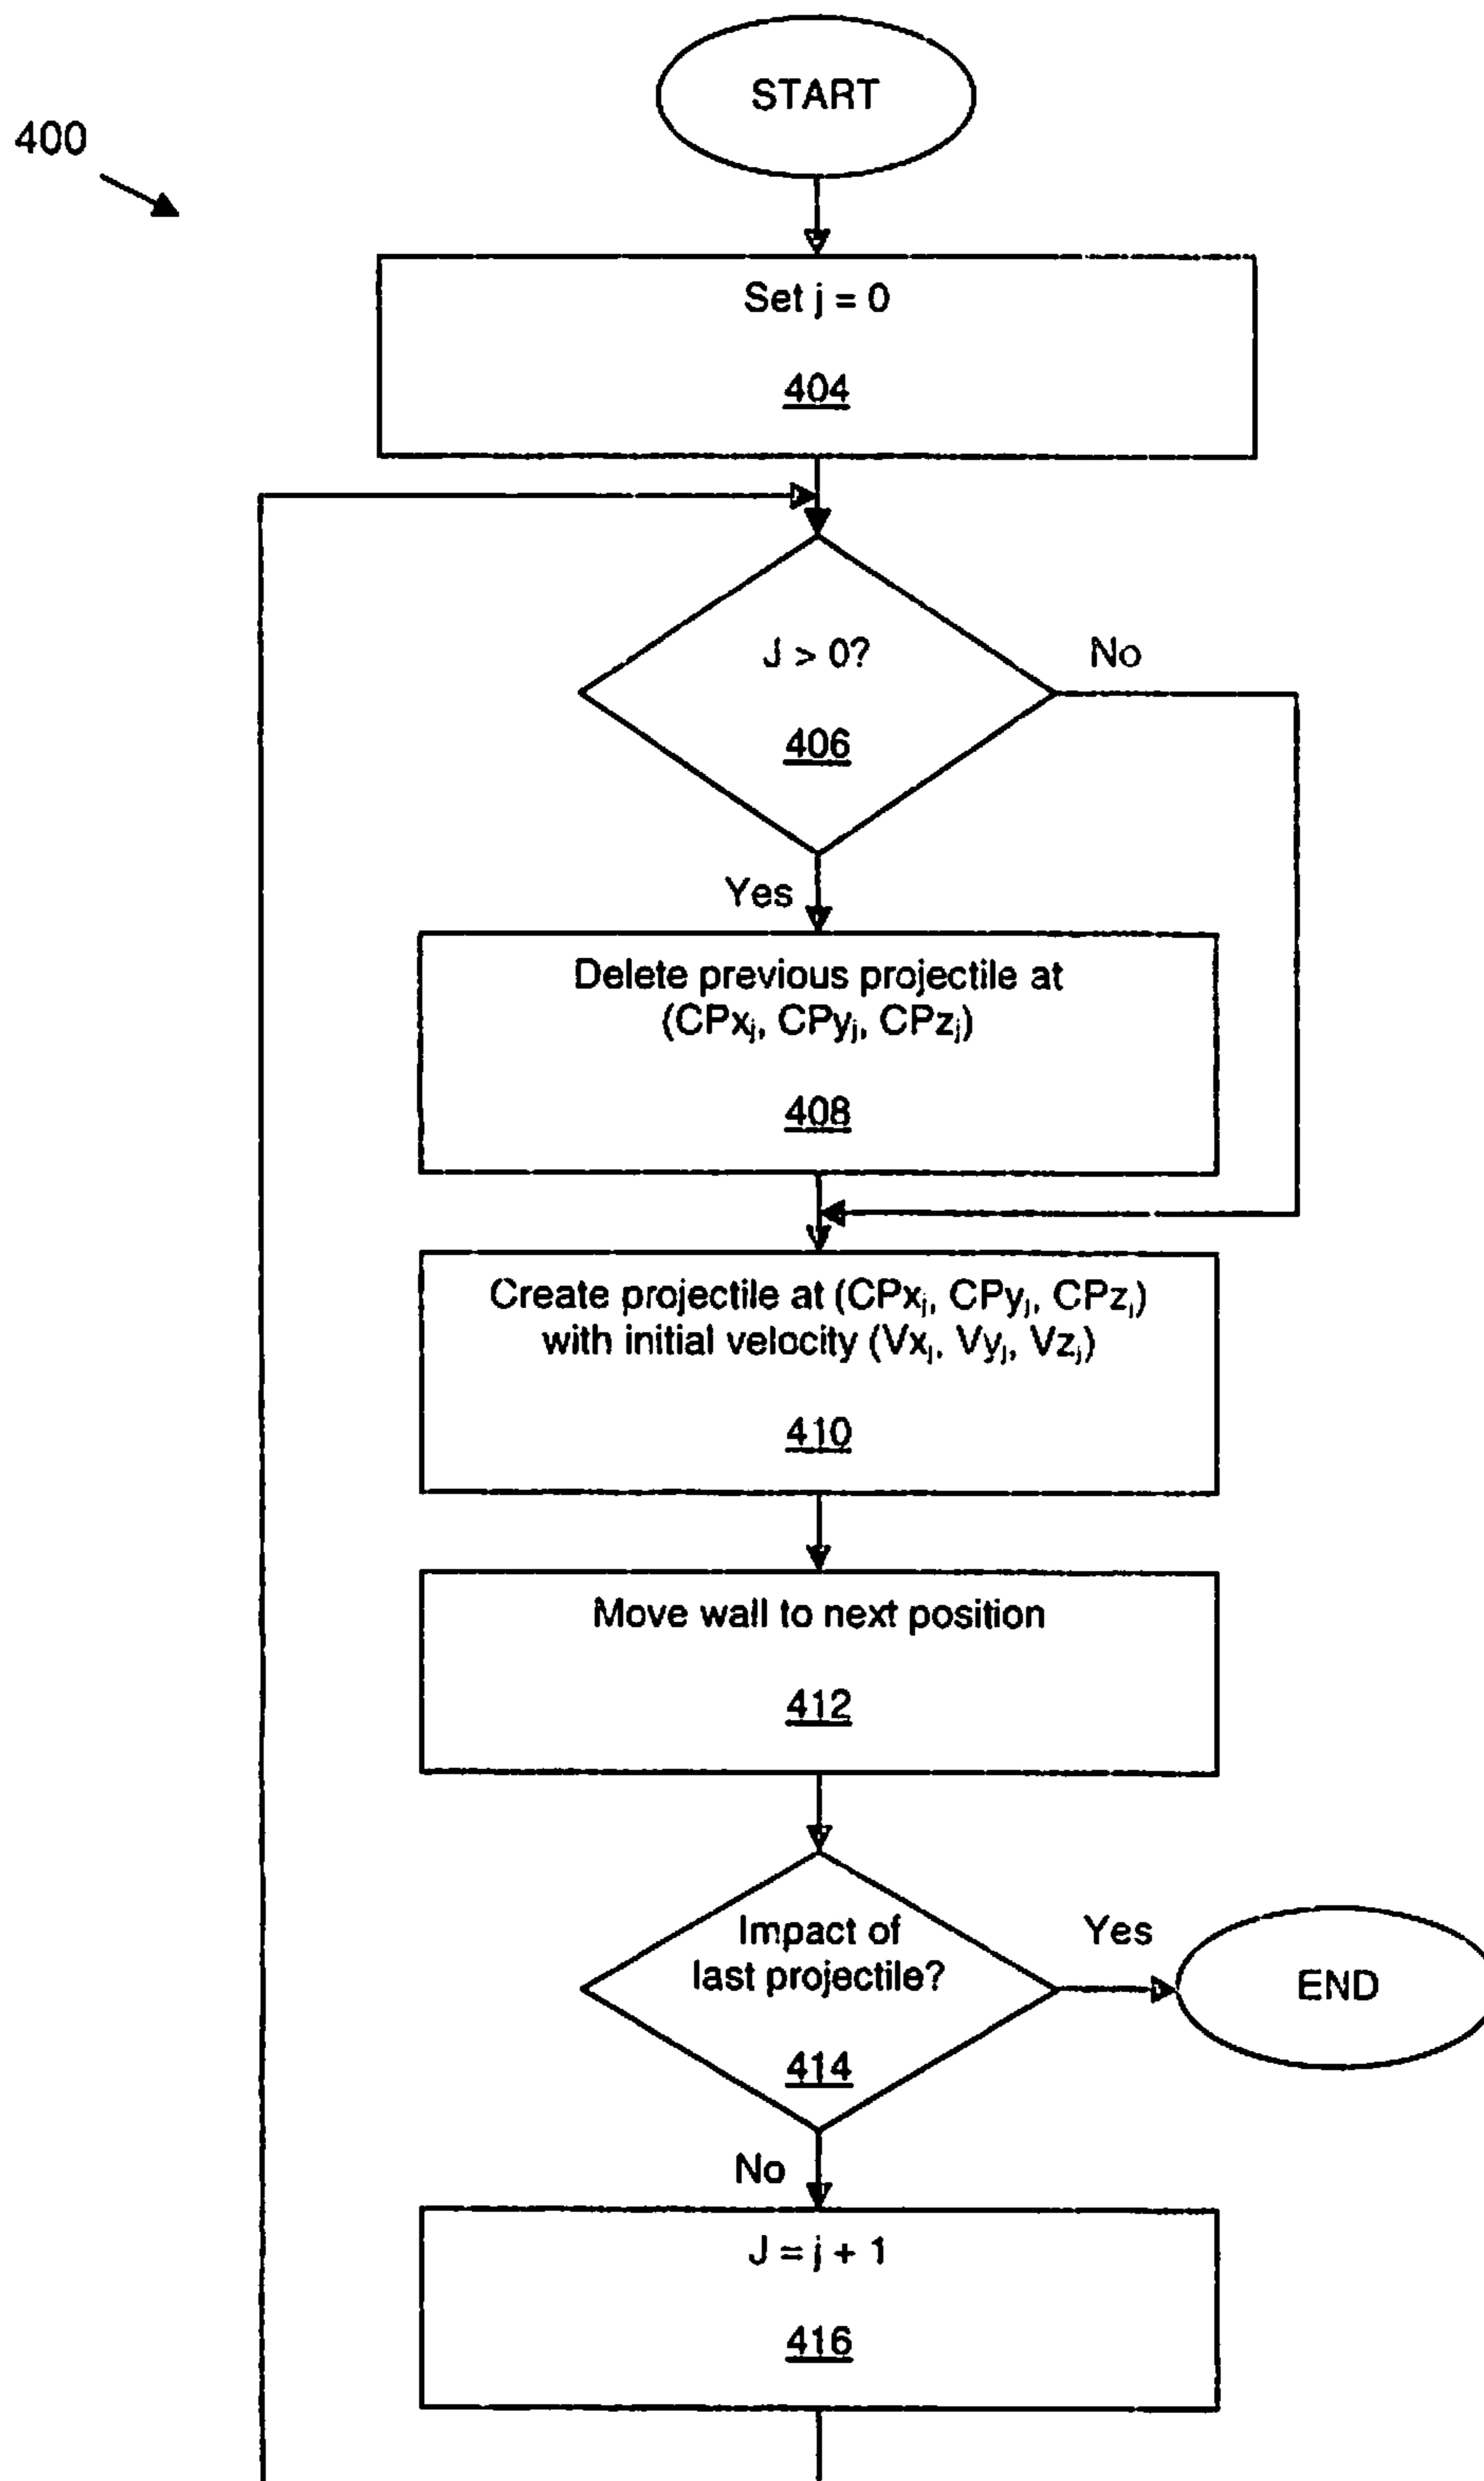 START
400
Set j = 0
404
J > 0?
No
406
Yes
Delete previous projectile at
(CPxⱼ, CPyⱼ, CPzⱼ)
408
Create projectile at (CPxⱼ, CPyⱼ, CPzⱼ)
with initial velocity (Vxⱼ, Vyⱼ, Vzⱼ)
410
Move wall to next position
412
Impact of
last projectile?
Yes
END
414
No
J = j + 1
416